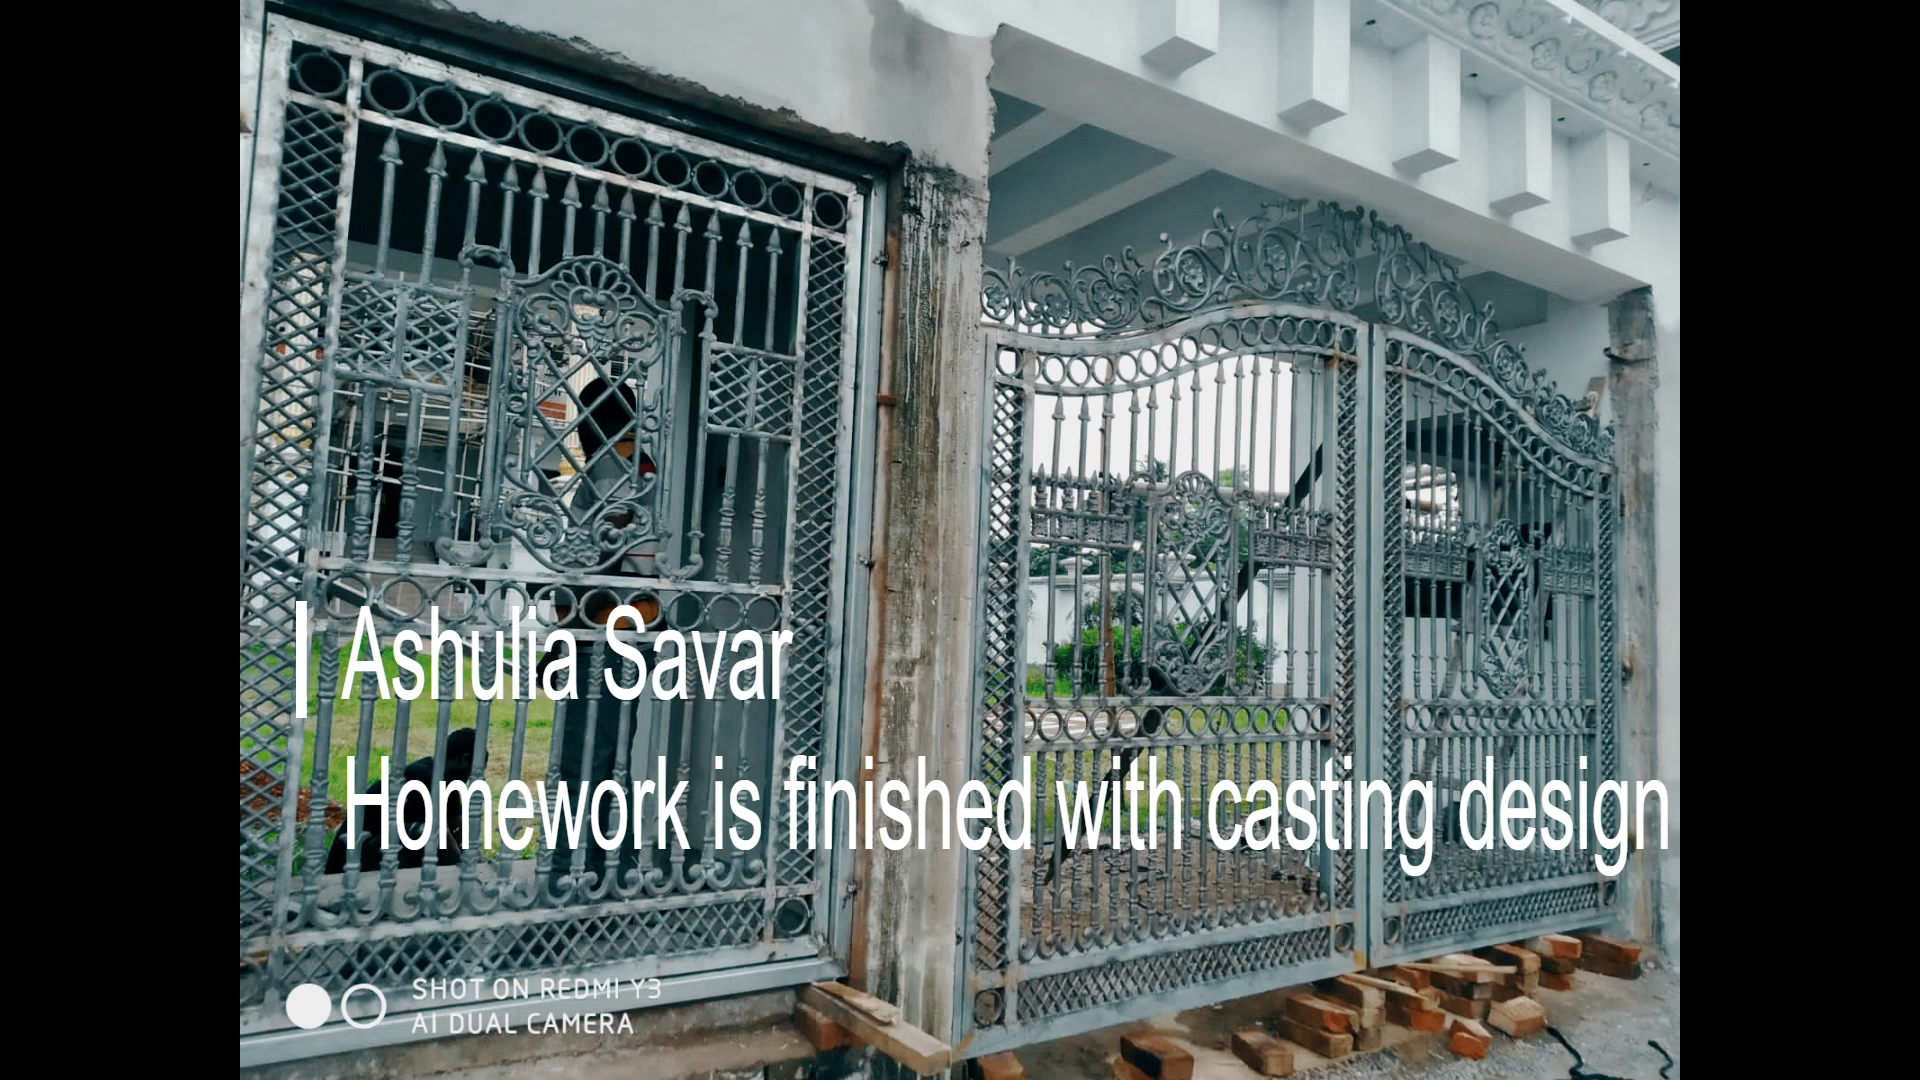 Ashulia Savar
Homework is finished with casting design
SHOT ON REDMI Y3
AI DUAL CAMERA